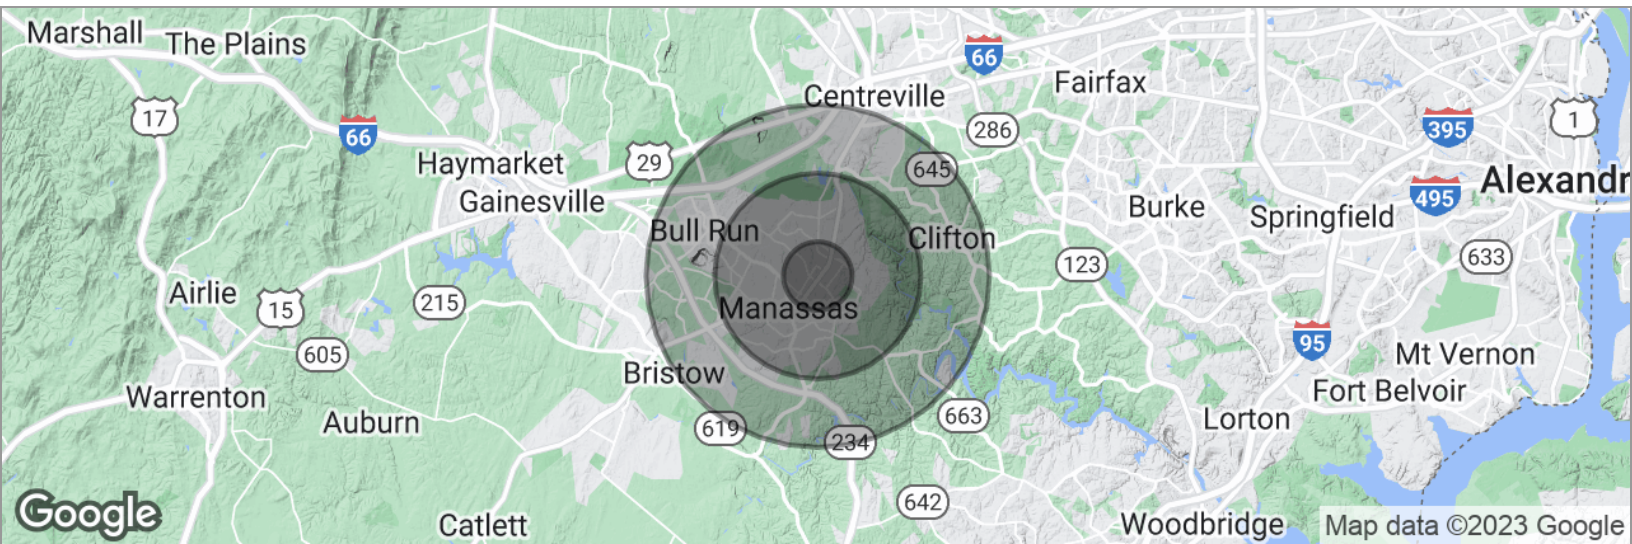 Marshall
The Plains
66
Fairfax
Centreville
17
66
286
395
1
29
Haymarket
645
Alexandr
495
Gainesville
Burke
Springfield
Bull Run
Clifton
123
633
Airlie
15
215
Manassas
605
95
Mt Vernon
Bristow
Fort Belvoir
Warrenton
Auburn
663
Lorton
619
234
642
Google
Catlett
Woodbridge
Map data ©2023 Google